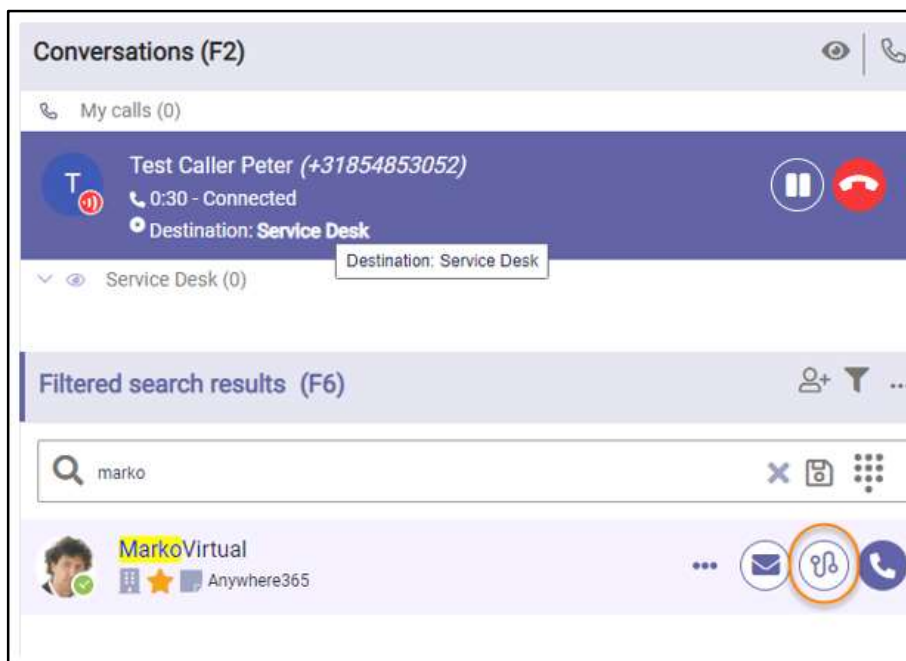 Conversations (F2)
My calls (0)
T
Test Caller Peter (+31854853052)
0:30 - Connected
Destination: Service Desk
Destination: Service Desk
Service Desk (0)
Filtered search results (F6)
marko
MarkoVirtual
Anywhere365